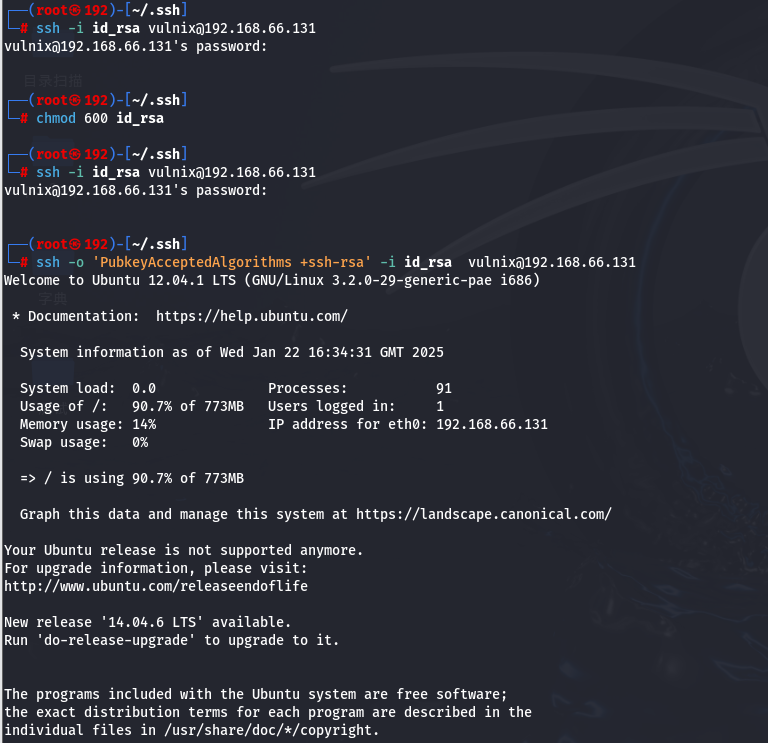 ┌──(root㉿192)-[~/.ssh]
└─# ssh -i id_rsa vulnix@192.168.66.131
vulnix@192.168.66.131's password:
目录扫描
┌──(root㉿192)-[~/.ssh]
└─# chmod 600 id_rsa
┌──(root㉿192)-[~/.ssh]
└─# ssh -i id_rsa vulnix@192.168.66.131
vulnix@192.168.66.131's password:
┌──(root㉿192)-[~/.ssh]
└─# ssh -o 'PubkeyAcceptedAlgorithms +ssh-rsa' -i id_rsa  vulnix@192.168.66.131
Welcome to Ubuntu 12.04.1 LTS (GNU/Linux 3.2.0-29-generic-pae i686)
字典
 * Documentation:  https://help.ubuntu.com/
  System information as of Wed Jan 22 16:34:31 GMT 2025
  System load:  0.0               Processes:           91
  Usage of /:   90.7% of 773MB   Users logged in:     1
  Memory usage: 14%               IP address for eth0: 192.168.66.131
  Swap usage:   0%
  => / is using 90.7% of 773MB
  Graph this data and manage this system at https://landscape.canonical.com/
Your Ubuntu release is not supported anymore.
For upgrade information, please visit:
http://www.ubuntu.com/releaseendoflife
New release '14.04.6 LTS' available.
Run 'do-release-upgrade' to upgrade to it.
The programs included with the Ubuntu system are free software;
the exact distribution terms for each program are described in the
individual files in /usr/share/doc/*/copyright.